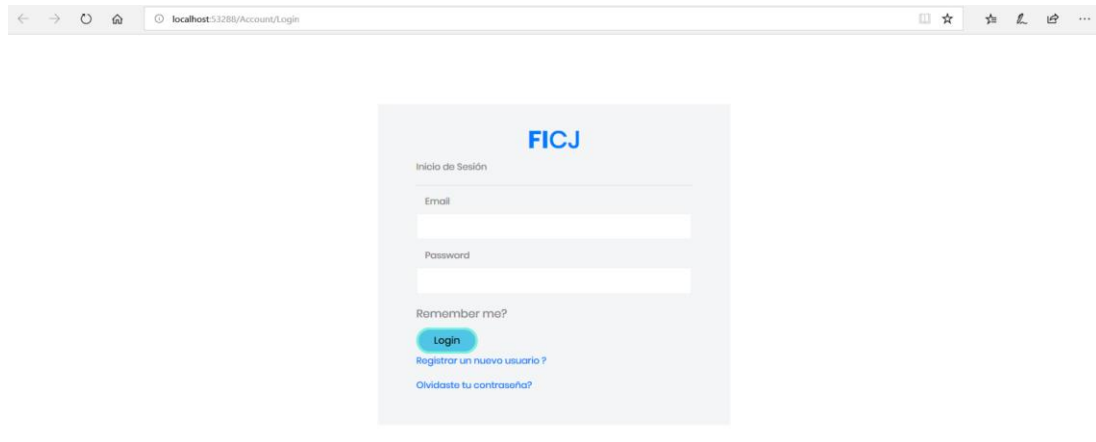 localhost:53288/Account/Login
FICJ
Inicio de Sesión
Email
Password
Remember me?
Login
Registrar un nuevo usuario ?
Olvidaste tu contraseña?